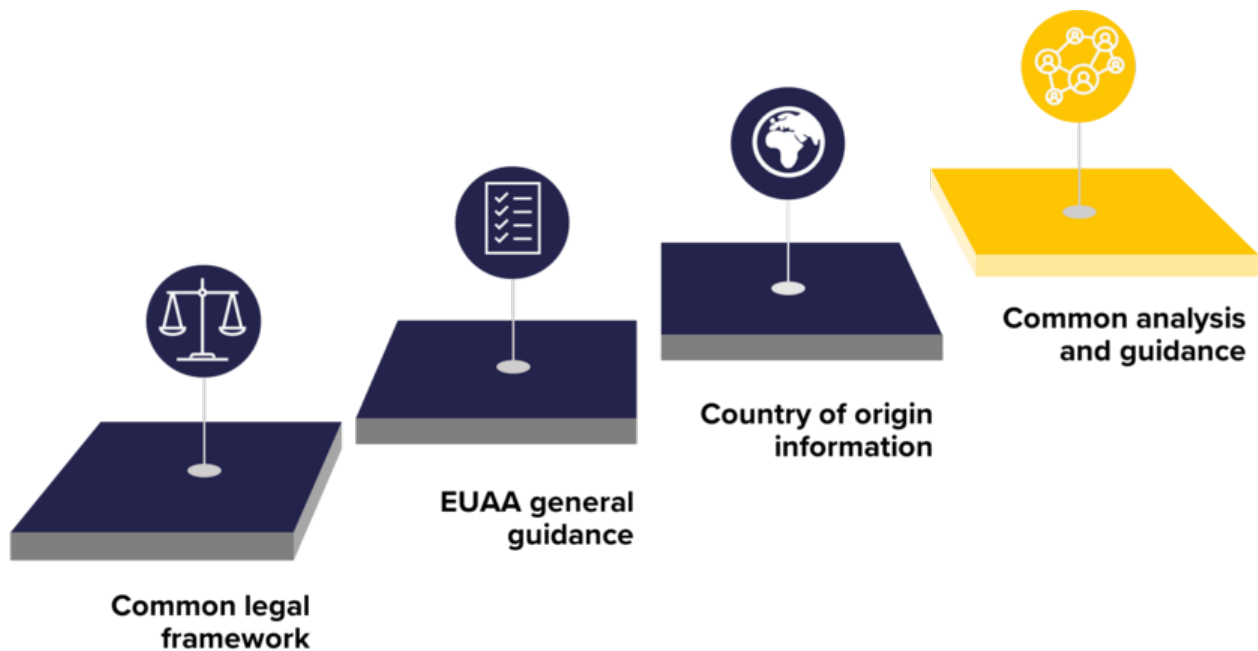 Common legal
framework
EUAA general
guidance
Country of origin
information
Common analysis
and guidance